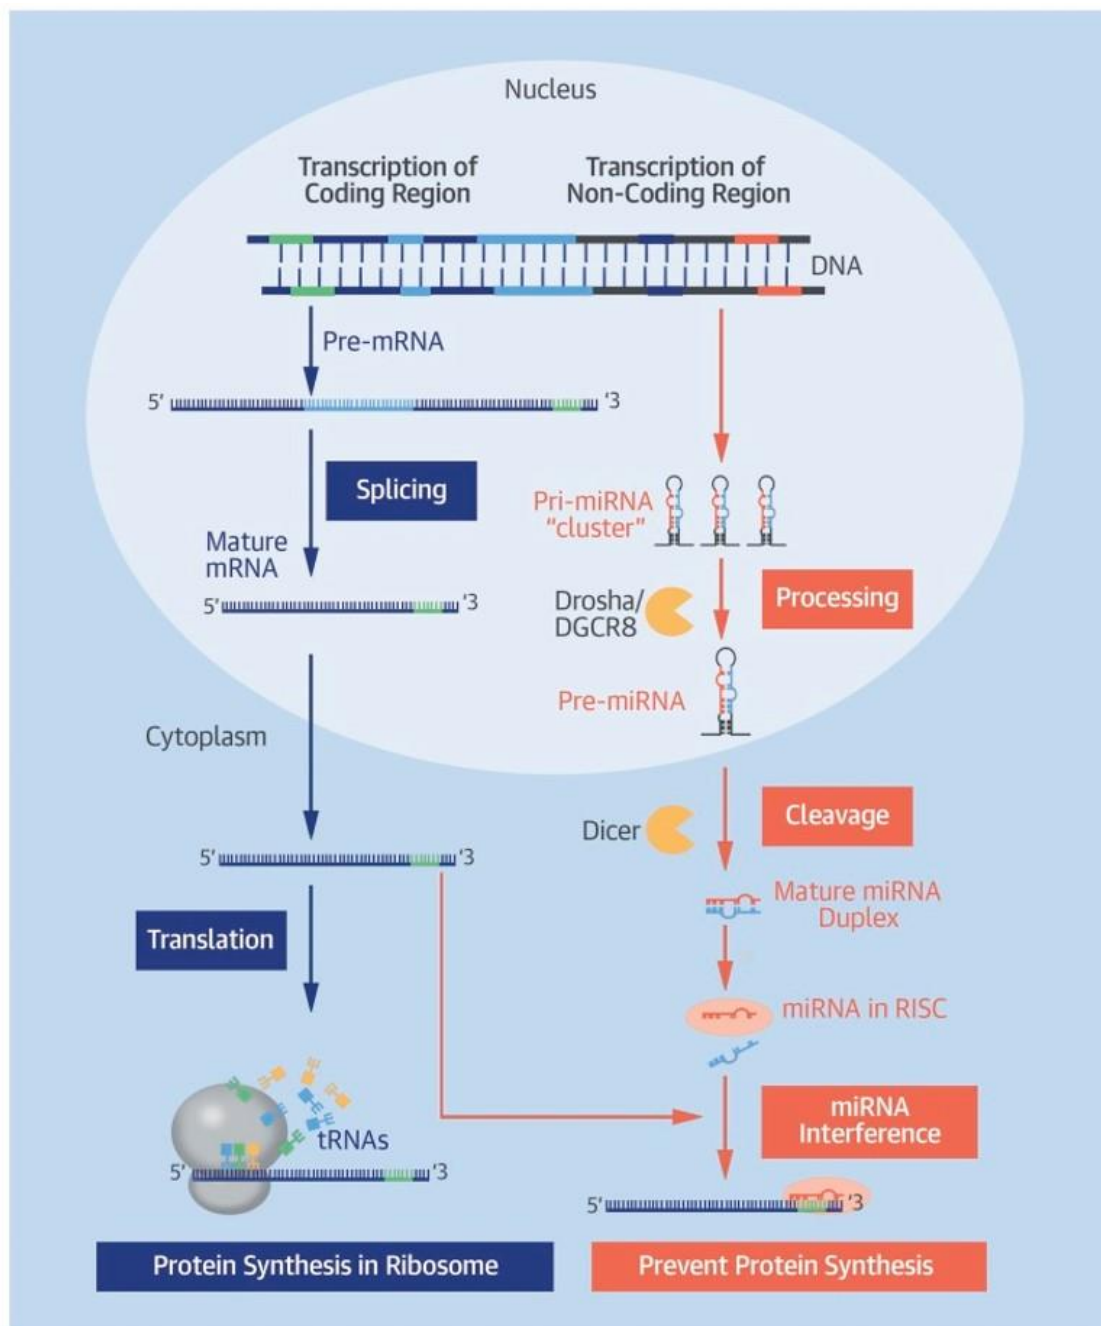 Nucleus
Transcription of
Coding Region
Transcription of
Non-Coding Region
DNA
Pre-mRNA
5’ ’3
Splicing
Mature
mRNA
5’ ’3
Pri-miRNA
“cluster”
Drosha/
DGCR8
Processing
Pre-miRNA
Cytoplasm
Dicer
Cleavage
5’ ’3
Mature miRNA
Duplex
Translation
miRNA in RISC
miRNA
Interference
tRNAs
5’ ’3
5’ ’3
Protein Synthesis in Ribosome
Prevent Protein Synthesis